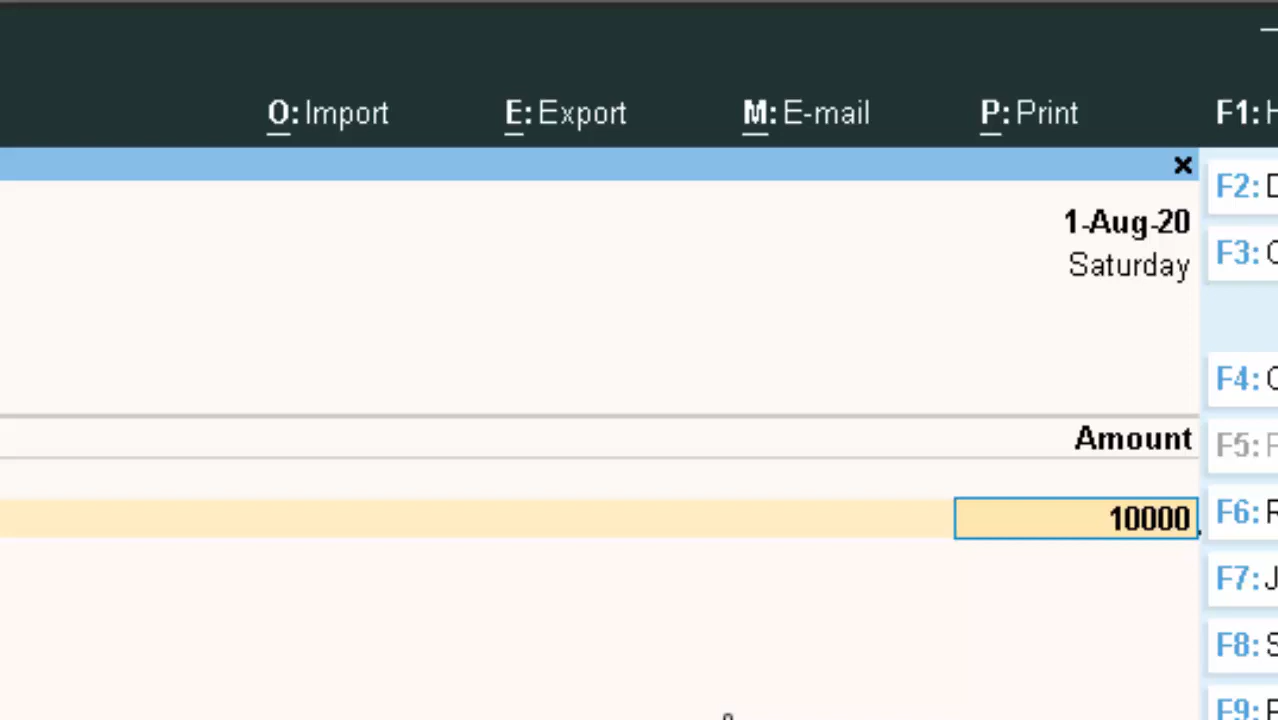 O: Import E: Export M: E-mail P: Print F1: H
F2: D
1-Aug-20
F3: C
Saturday
F4: C
Amount
F5: P
10000
F6: R
F7: J
F8: S
F9: P